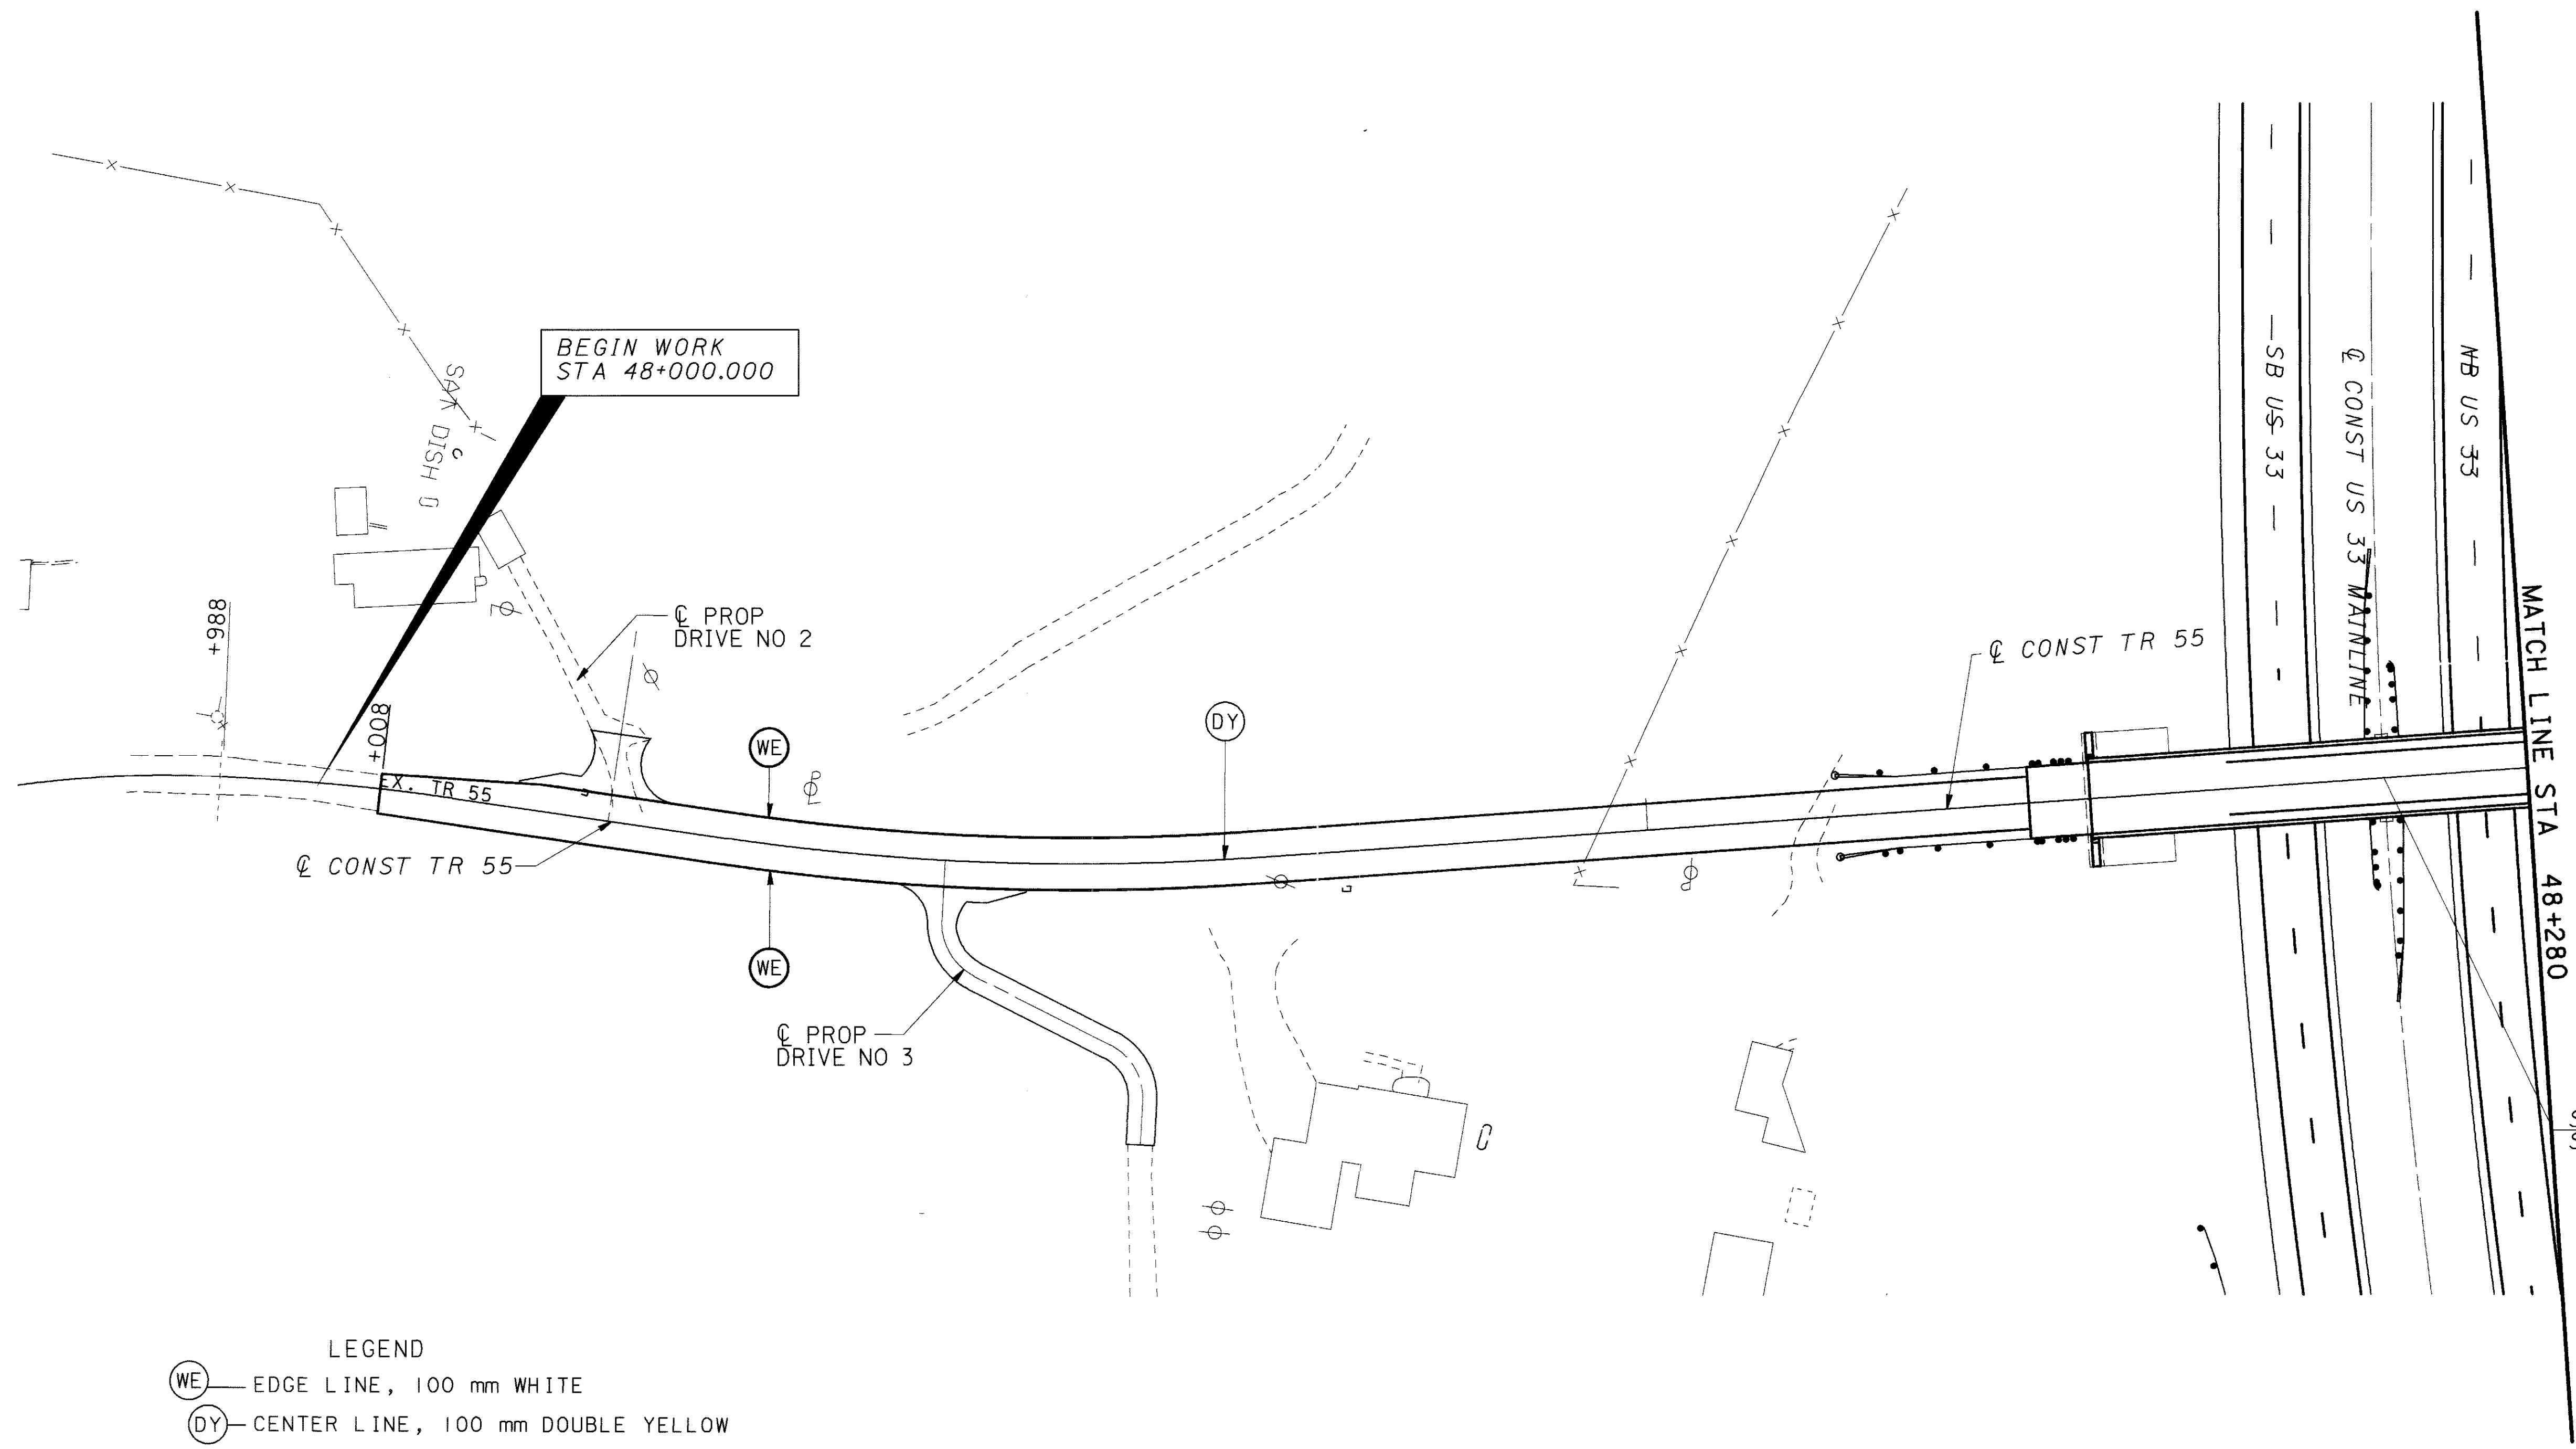 BEGIN WORK
STA 48+000.000
SAT DISH
+988
+008
℄ PROP
DRIVE NO 2
EX. TR 55
℄ CONST TR 55
WE
WE
℄ PROP
DRIVE NO 3
DY
℄ CONST TR 55
SB US 33
℄ CONST US 33 MAINLINE
NB US 33
MATCH LINE STA 48+280
LEGEND
WE EDGE LINE, 100 mm WHITE
DY CENTER LINE, 100 mm DOUBLE YELLOW